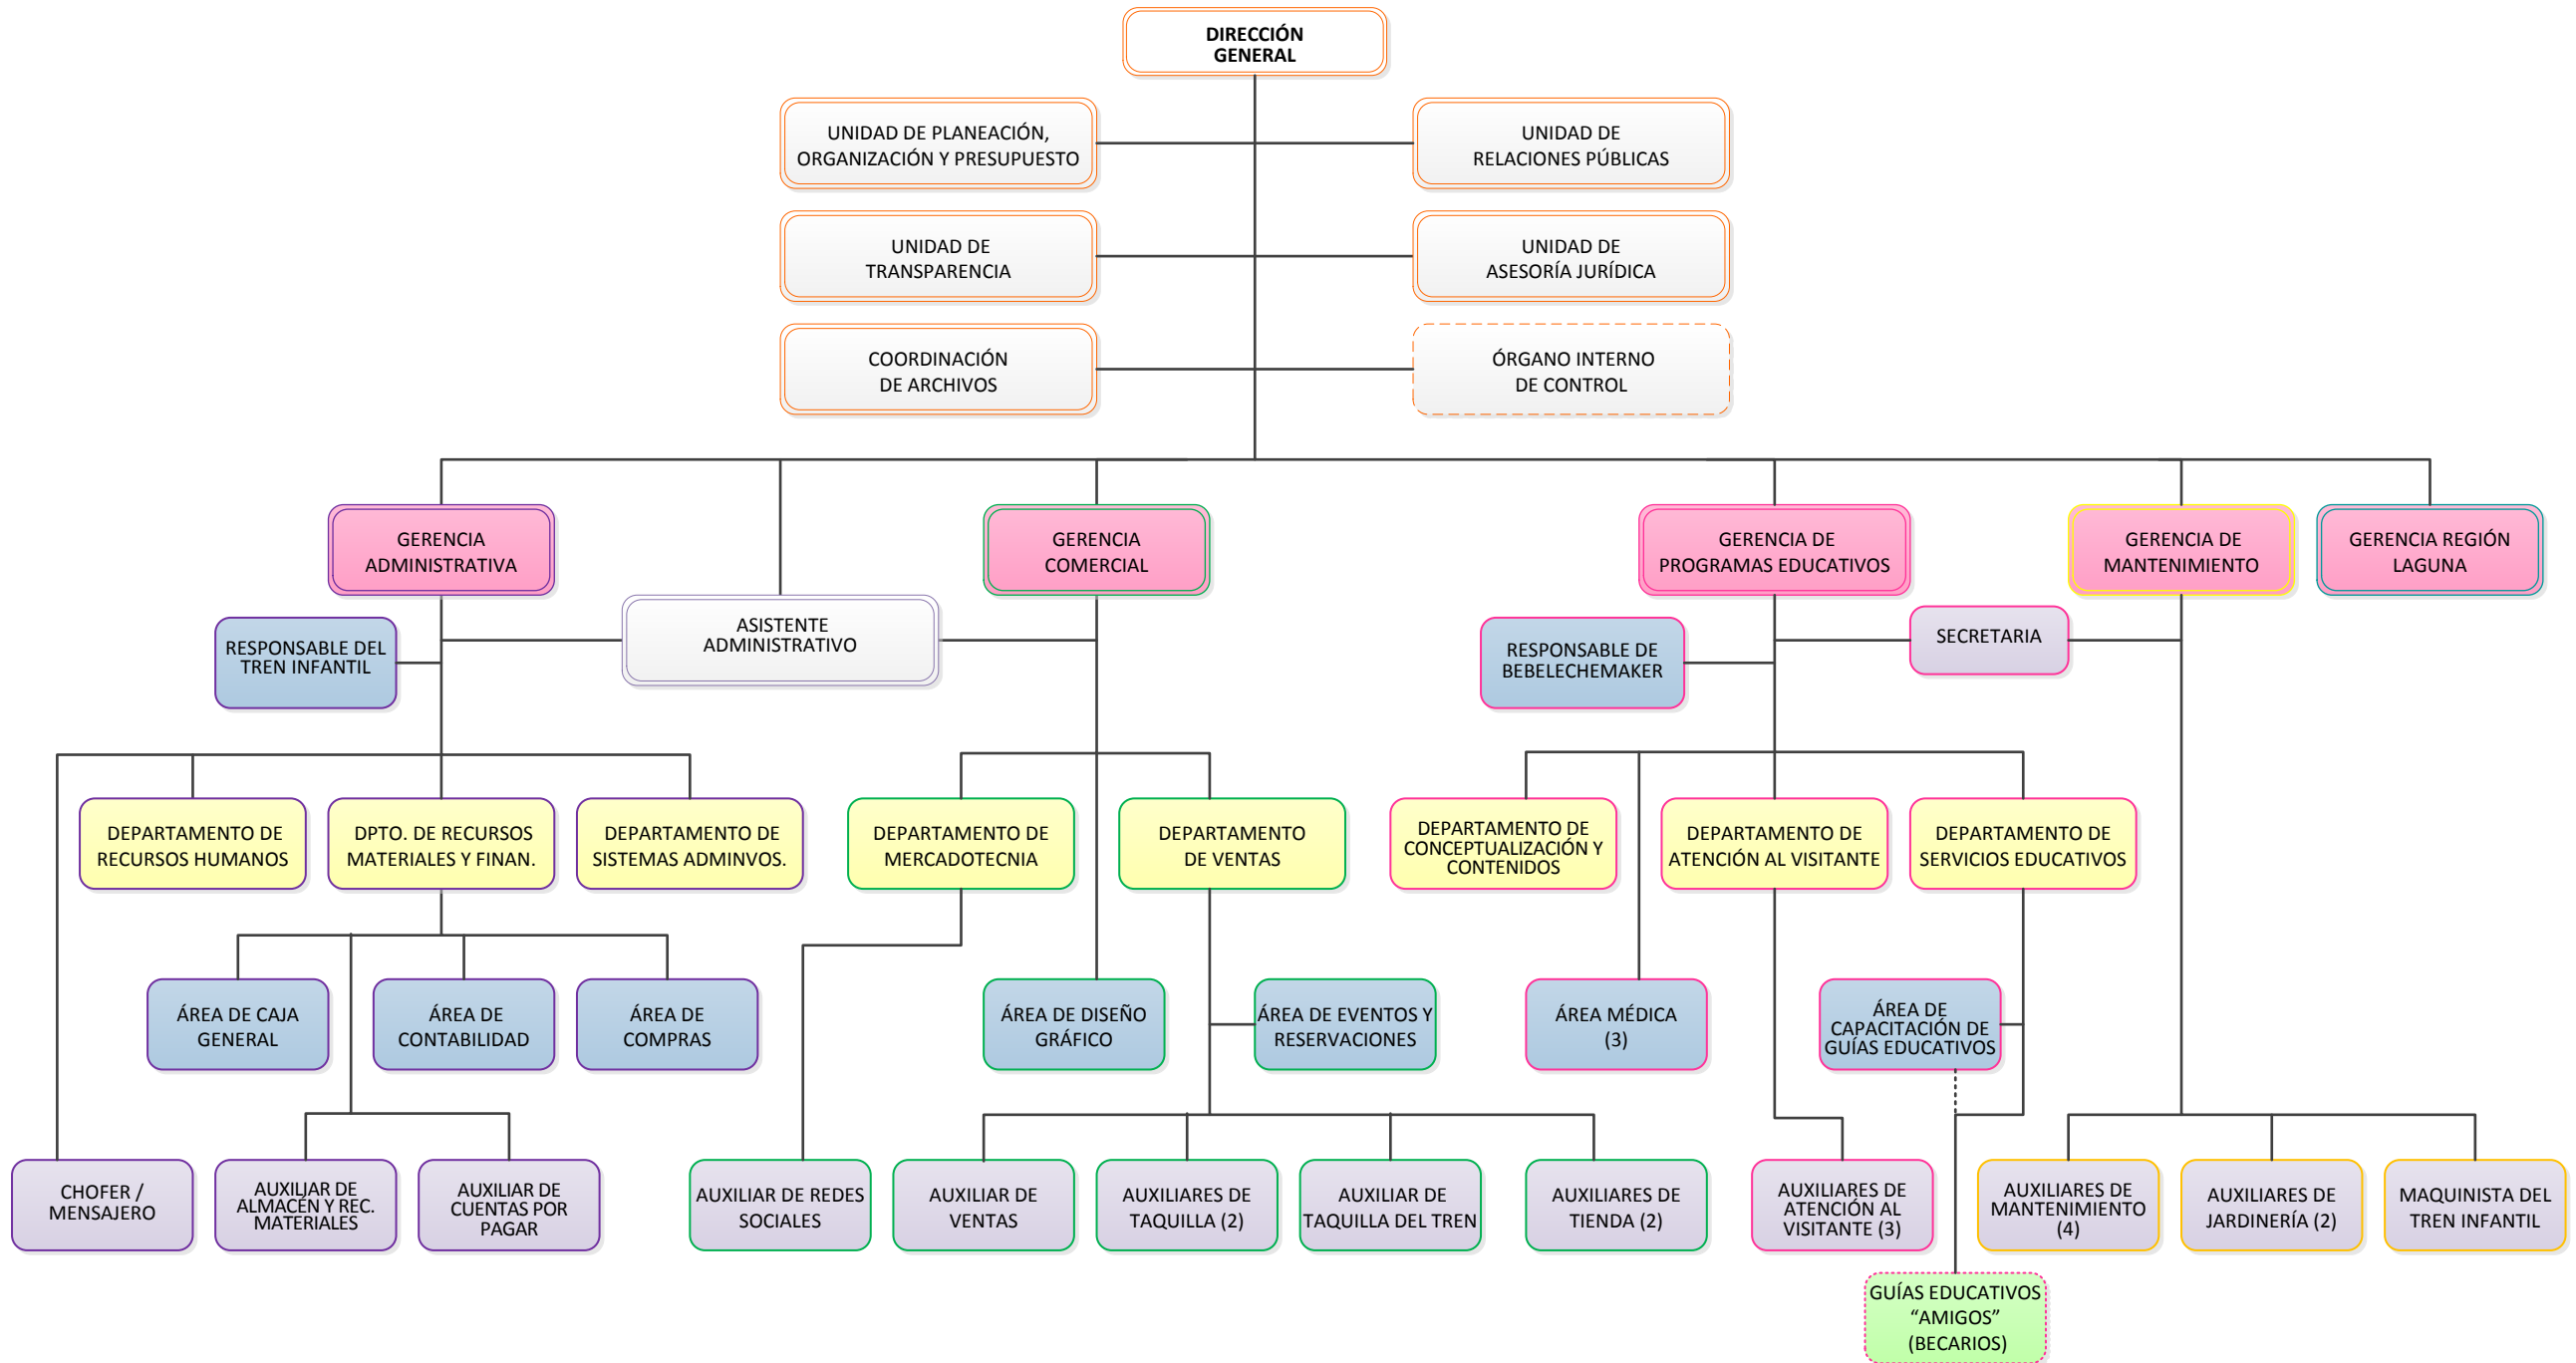 DIRECCIÓN
GENERAL
UNIDAD DE PLANEACIÓN,
ORGANIZACIÓN Y PRESUPUESTO
UNIDAD DE
RELACIONES PÚBLICAS
UNIDAD DE
TRANSPARENCIA
UNIDAD DE
ASESORÍA JURÍDICA
COORDINACIÓN
DE ARCHIVOS
ÓRGANO INTERNO
DE CONTROL
GERENCIA
ADMINISTRATIVA
GERENCIA
COMERCIAL
GERENCIA DE
PROGRAMAS EDUCATIVOS
GERENCIA DE
MANTENIMIENTO
GERENCIA REGIÓN
LAGUNA
RESPONSABLE DEL
TREN INFANTIL
ASISTENTE
ADMINISTRATIVO
RESPONSABLE DE
BEBELECHEMAKER
SECRETARIA
DEPARTAMENTO DE
RECURSOS HUMANOS
DPTO. DE RECURSOS
MATERIALES Y FINAN.
DEPARTAMENTO DE
SISTEMAS ADMINVOS.
DEPARTAMENTO DE
MERCADOTECNIA
DEPARTAMENTO
DE VENTAS
DEPARTAMENTO DE
CONCEPTUALIZACIÓN Y
CONTENIDOS
DEPARTAMENTO DE
ATENCIÓN AL VISITANTE
DEPARTAMENTO DE
SERVICIOS EDUCATIVOS
ÁREA DE CAJA
GENERAL
ÁREA DE
CONTABILIDAD
ÁREA DE
COMPRAS
ÁREA DE DISEÑO
GRÁFICO
ÁREA DE EVENTOS Y
RESERVACIONES
ÁREA MÉDICA
(3)
ÁREA DE
CAPACITACIÓN DE
GUÍAS EDUCATIVOS
CHOFER /
MENSAJERO
AUXILIAR DE
ALMACÉN Y REC.
MATERIALES
AUXILIAR DE
CUENTAS POR
PAGAR
AUXILIAR DE REDES
SOCIALES
AUXILIAR DE
VENTAS
AUXILIARES DE
TAQUILLA (2)
AUXILIAR DE
TAQUILLA DEL TREN
AUXILIARES DE
TIENDA (2)
AUXILIARES DE
ATENCIÓN AL
VISITANTE (3)
AUXILIARES DE
MANTENIMIENTO
(4)
AUXILIARES DE
JARDINERÍA (2)
MAQUINISTA DEL
TREN INFANTIL
GUÍAS EDUCATIVOS
“AMIGOS”
(BECARIOS)